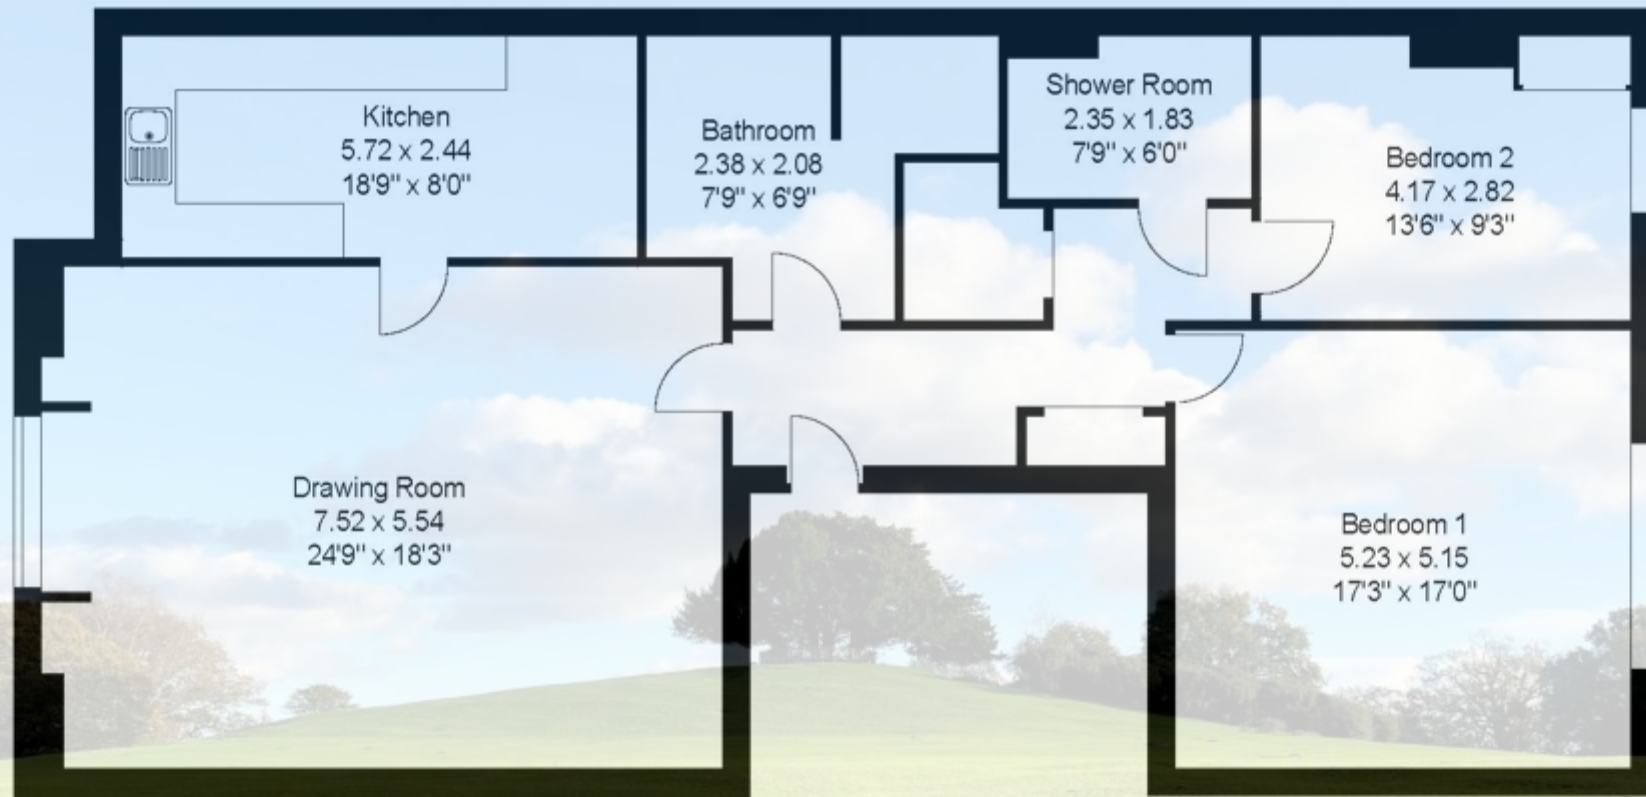 Kitchen
5.72 x 2.44
18'9" x 8'0"
Bathroom
2.38 x 2.08
7'9" x 6'9"
Shower Room
2.35 x 1.83
7'9" x 6'0"
Bedroom 2
4.17 x 2.82
13'6" x 9'3"
Drawing Room
7.52 x 5.54
24'9" x 18'3"
Bedroom 1
5.23 x 5.15
17'3" x 17'0"